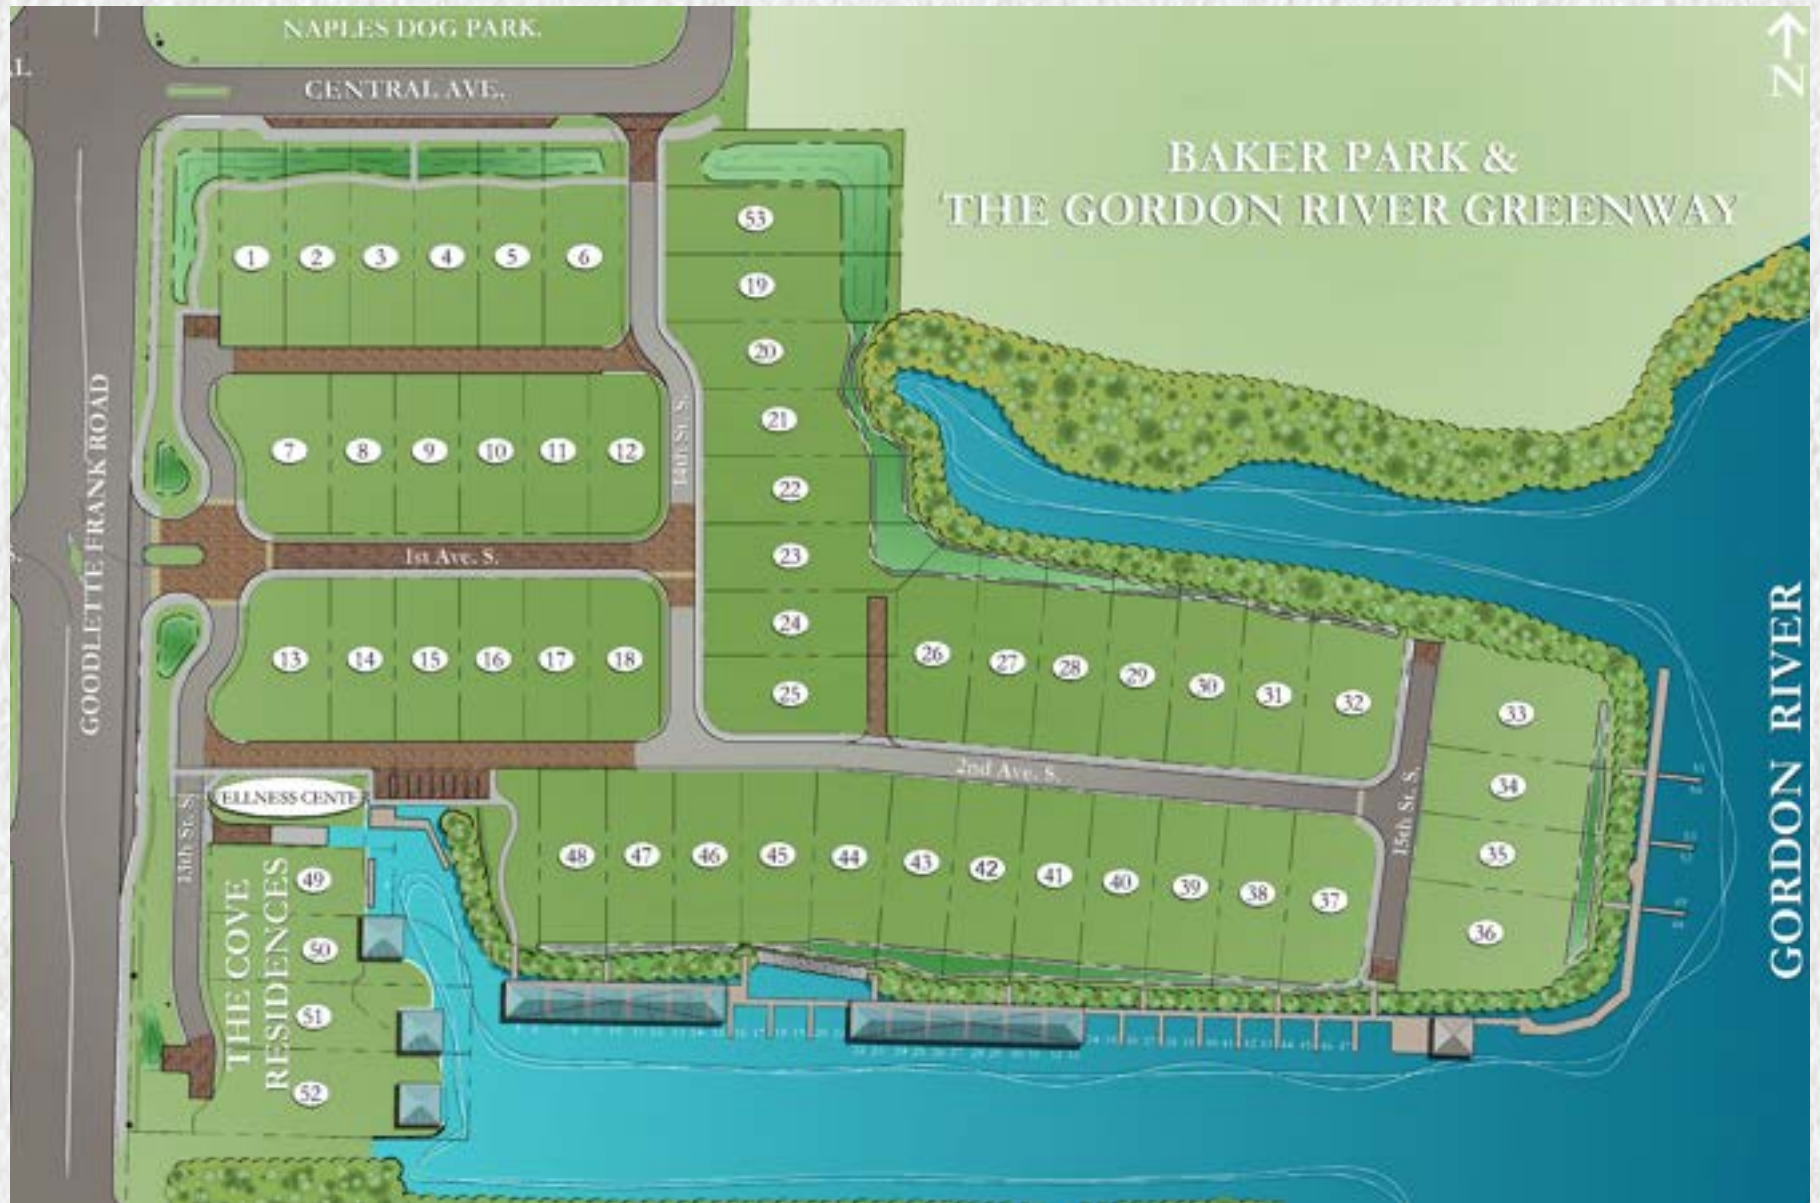 NAPLES DOG PARK.
CENTRAL AVE.
N
BAKER PARK &
THE GORDON RIVER GREENWAY
53
1 2 3 4 5 6
19
20
GOODLETTE FRANK ROAD
14th St. S.
21
7 8 9 10 11 12
22
1st Ave. S.
23
24
13 14 15 16 17 18
25
26 27 28 29 30 31 32
33
34
35
36
GORDON RIVER
2nd Ave. S.
15th St. S.
ELLNESS CENTE
13th St. S.
48 47 46 45 44 43 42 41 40 39 38 37
THE COVE
RESIDENCES
49
50
51
52